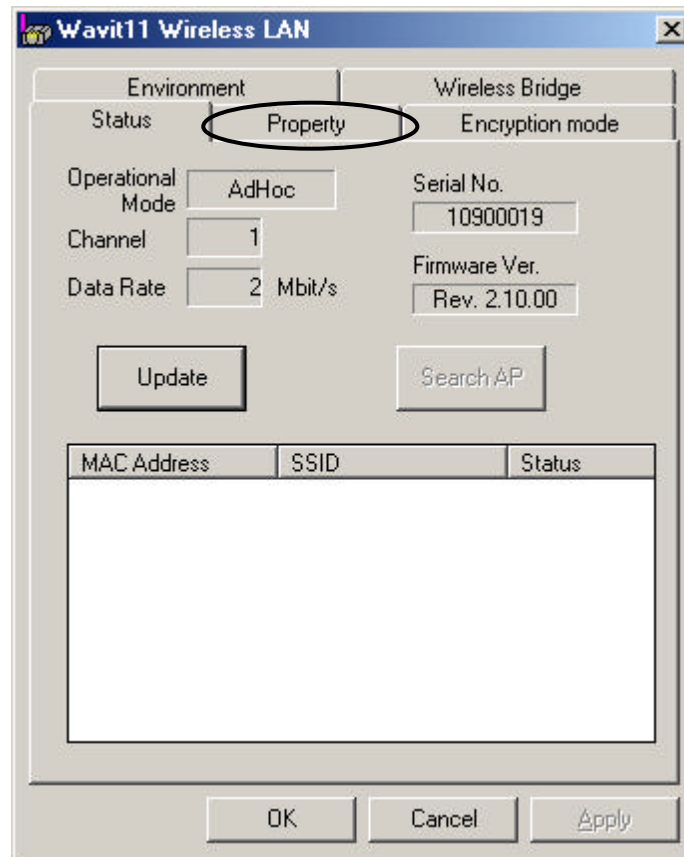 Wavit11 Wireless LAN
Environment Wireless Bridge
Status Property Encryption mode
Operational Mode AdHoc
Channel 1
Data Rate 2 Mbit/s
Serial No.
10900019
Firmware Ver.
Rev. 2.10.00
Update Search AP
MAC Address SSID Status
OK Cancel Apply